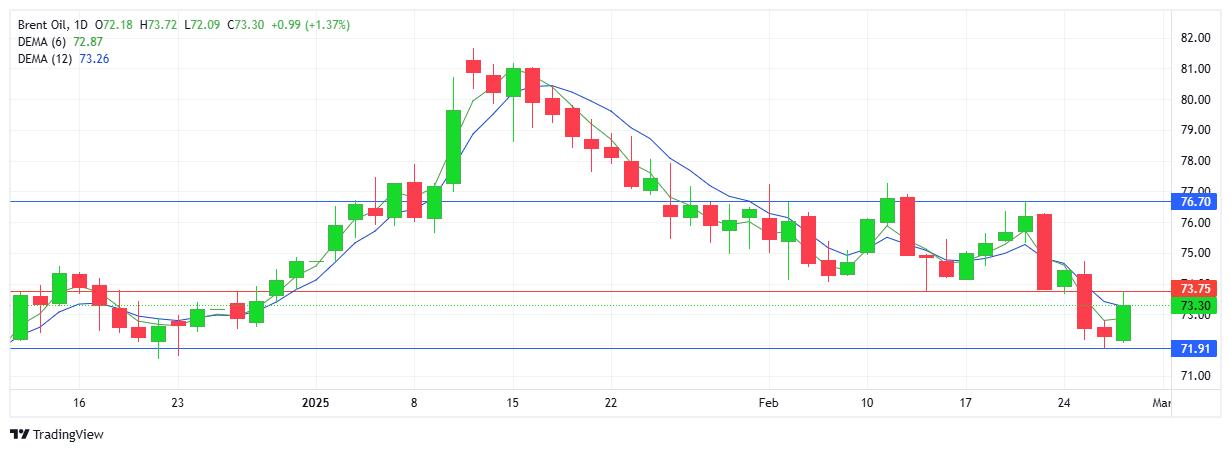 Brent Oil, 1D O72.18 H73.72 L72.09 C73.30 +0.99 (+1.37%)
DEMA (6) 72.87
DEMA (12) 73.26
82.00
81.00
80.00
79.00
78.00
77.00
76.70
76.00
75.00
73.75
73.30
73.00
71.91
71.00
16 23 2025 8 15 22 Feb 10 17 24 Mar
TradingView